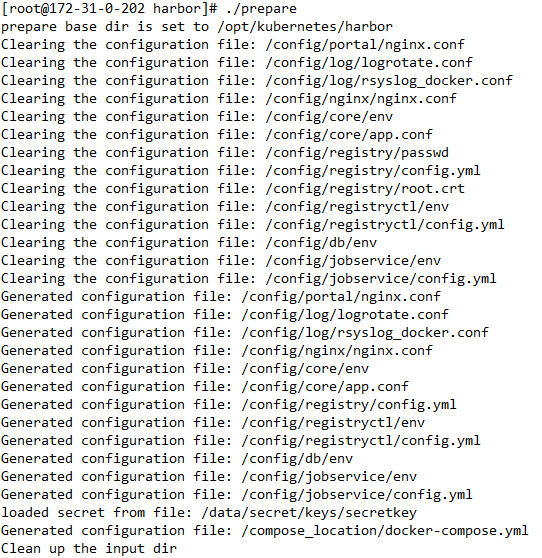 [root@172-31-0-202 harbor]# ./prepare
prepare base dir is set to /opt/kubernetes/harbor
Clearing the configuration file: /config/portal/nginx.conf
Clearing the configuration file: /config/log/logrotate.conf
Clearing the configuration file: /config/log/rsyslog_docker.conf
Clearing the configuration file: /config/nginx/nginx.conf
Clearing the configuration file: /config/core/env
Clearing the configuration file: /config/core/app.conf
Clearing the configuration file: /config/registry/passwd
Clearing the configuration file: /config/registry/config.yml
Clearing the configuration file: /config/registry/root.crt
Clearing the configuration file: /config/registryctl/env
Clearing the configuration file: /config/registryctl/config.yml
Clearing the configuration file: /config/db/env
Clearing the configuration file: /config/jobservice/env
Clearing the configuration file: /config/jobservice/config.yml
Generated configuration file: /config/portal/nginx.conf
Generated configuration file: /config/log/logrotate.conf
Generated configuration file: /config/log/rsyslog_docker.conf
Generated configuration file: /config/nginx/nginx.conf
Generated configuration file: /config/core/env
Generated configuration file: /config/core/app.conf
Generated configuration file: /config/registry/config.yml
Generated configuration file: /config/registryctl/env
Generated configuration file: /config/registryctl/config.yml
Generated configuration file: /config/db/env
Generated configuration file: /config/jobservice/env
Generated configuration file: /config/jobservice/config.yml
loaded secret from file: /data/secret/keys/secretkey
Generated configuration file: /compose_location/docker-compose.yml
Clean up the input dir